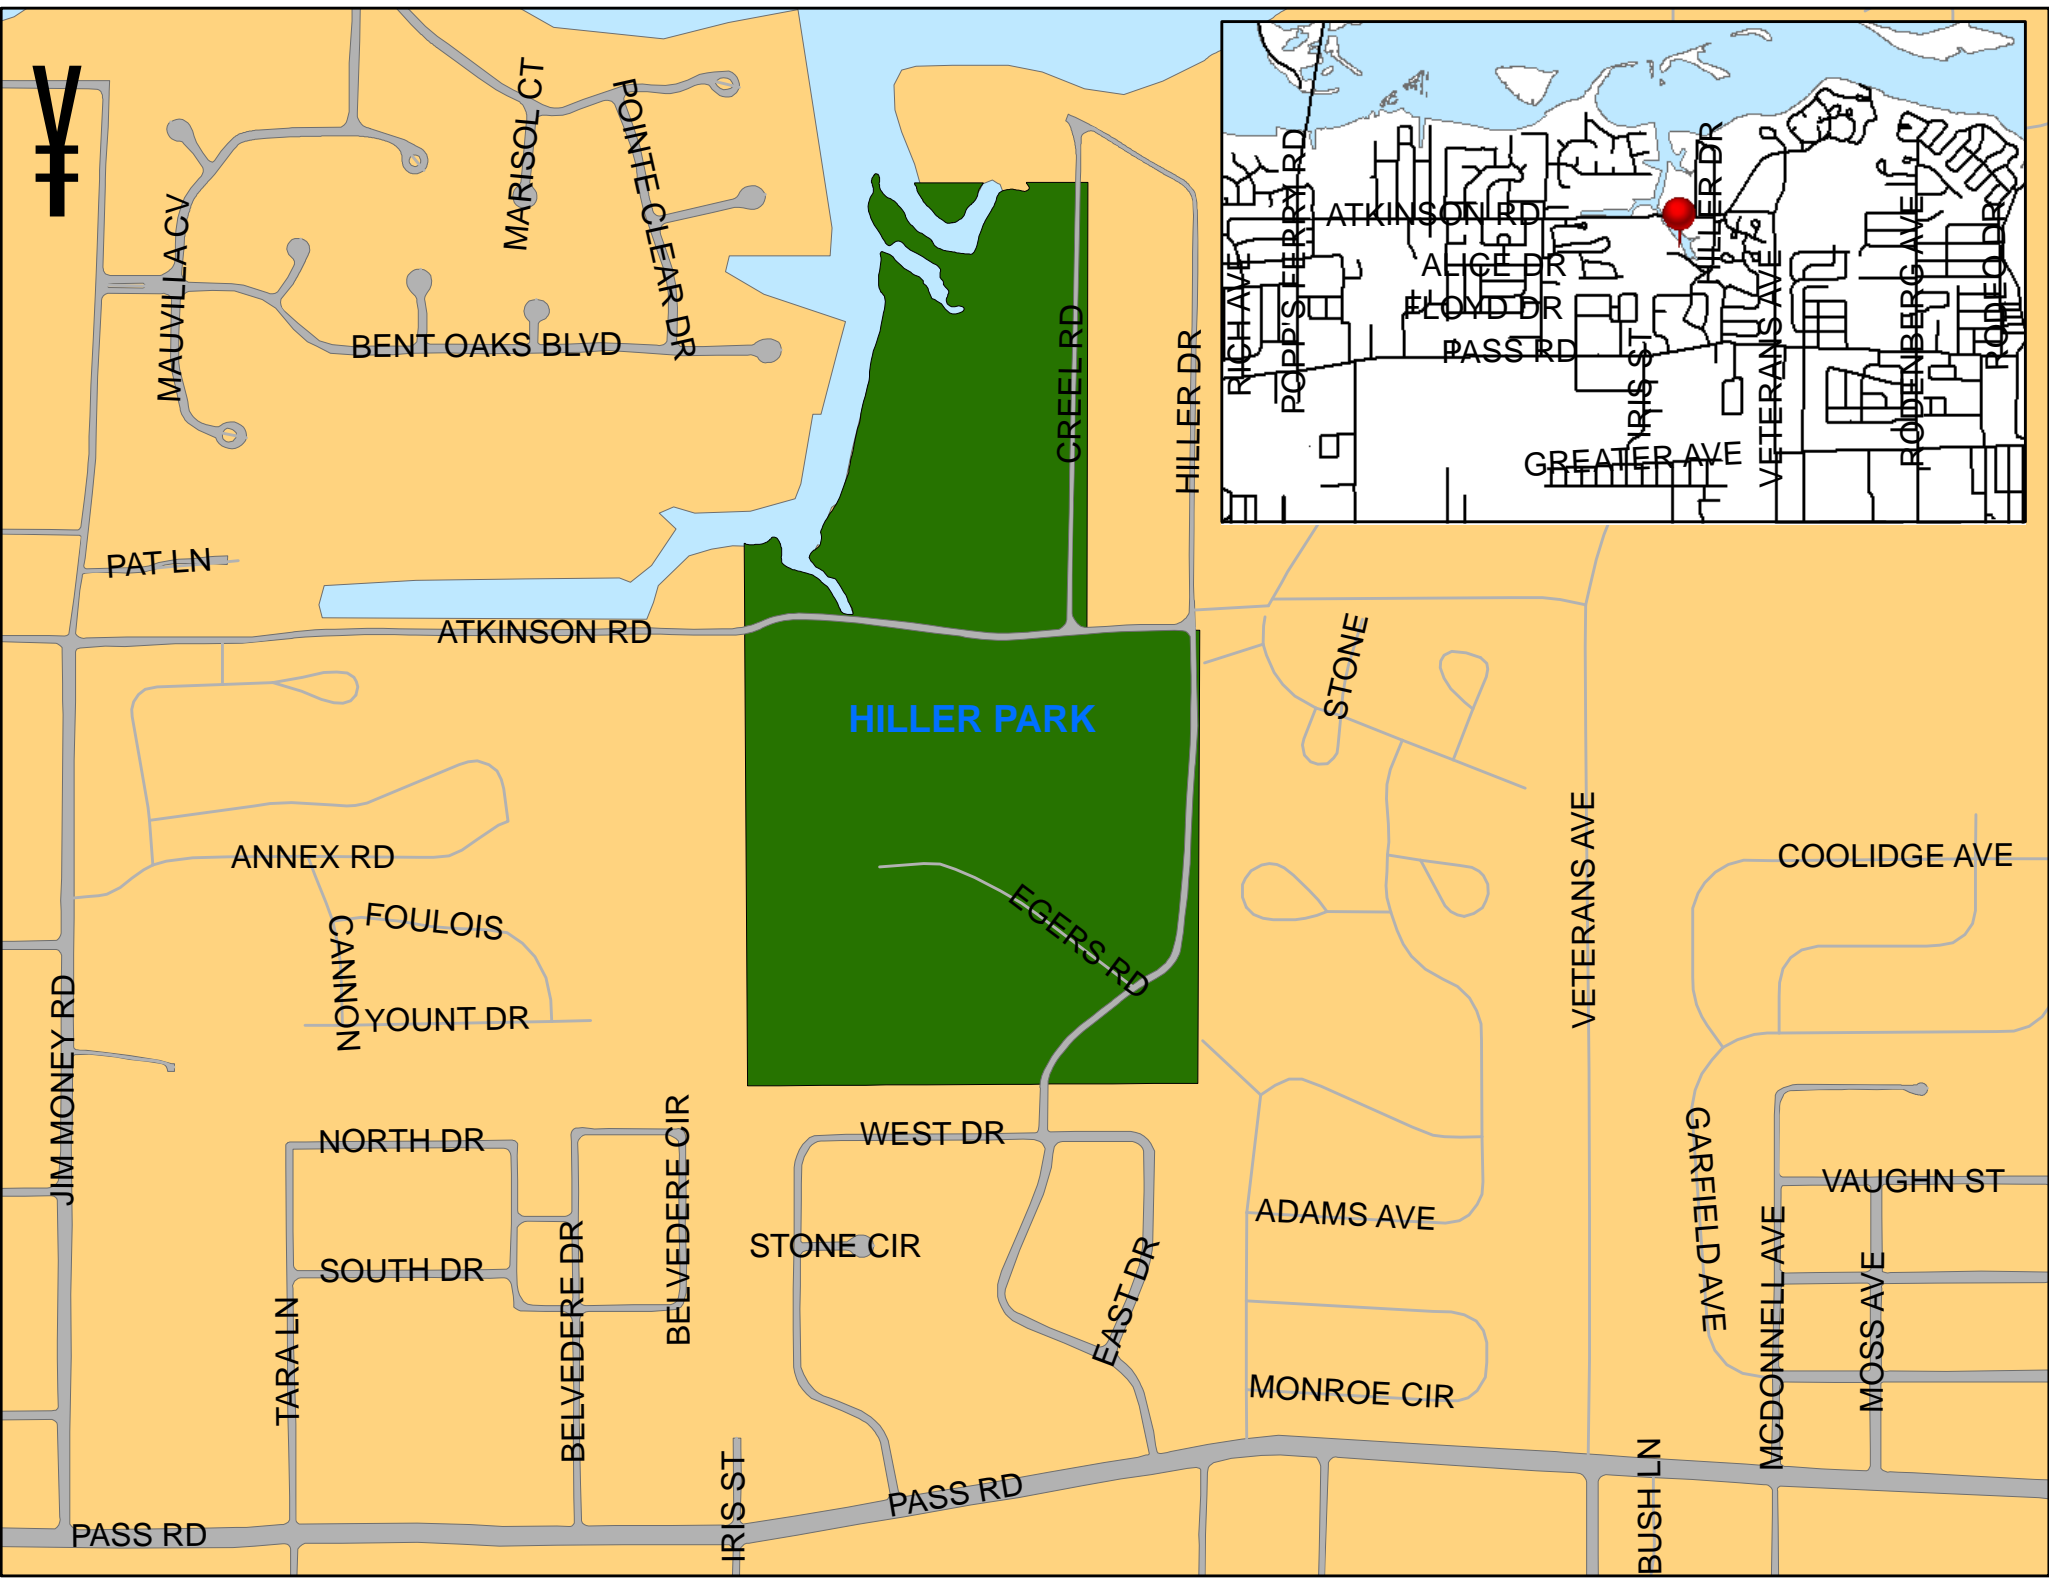 ¥
MARISOL CT
POINTE CLEAR DR
MAUVILLA CV
BENT OAKS BLVD
CREEL RD
HILLER DR
PAT LN
ATKINSON RD
HILLER PARK
STONE
ANNEX RD
FOULOIS
CANNON
YOUNT DR
EGERS RD
VETERANS AVE
COOLIDGE AVE
JIM MONEY RD
NORTH DR
BELVEDERE CIR
WEST DR
GARFIELD AVE
VAUGHN ST
ADAMS AVE
STONE CIR
SOUTH DR
BELVEDERE DR
EAST DR
TARA LN
MCDONNELL AVE
MOSS AVE
MONROE CIR
PASS RD
IRIS ST
PASS RD
BUSH LN
HILLER DR
POPP'S FERRY RD
ATKINSON RD
RICH AVE
ALICE DR
FLOYD DR
PASS RD
IRIS ST
VETERANS AVE
RODENBERG AVE
RODEO DR
GREATER AVE